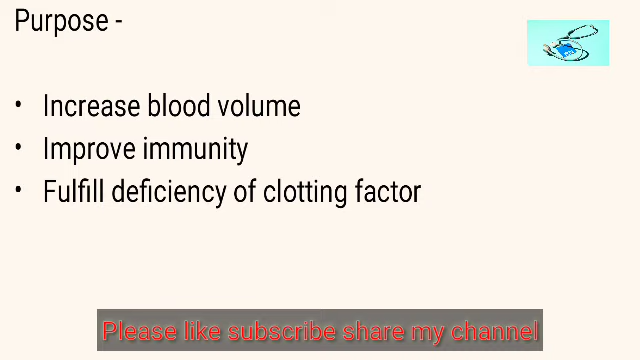 Purpose -
• Increase blood volume
• Improve immunity
• Fulfill deficiency of clotting factor
Please like subscribe share my channel